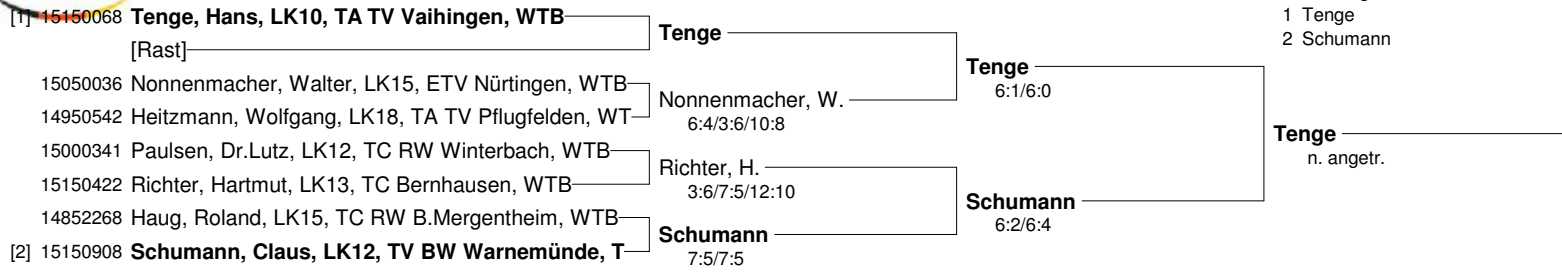 [1] 15150068 Tenge, Hans, LK10, TA TV Vaihingen, WTB
[Rast]
15050036 Nonnenmacher, Walter, LK15, ETV Nürtingen, WTB
14950542 Heitzmann, Wolfgang, LK18, TA TV Pflugfelden, WT
15000341 Paulsen, Dr.Lutz, LK12, TC RW Winterbach, WTB
15150422 Richter, Hartmut, LK13, TC Bernhausen, WTB
14852268 Haug, Roland, LK15, TC RW B.Mergentheim, WTB
[2] 15150908 Schumann, Claus, LK12, TV BW Warnemünde, T
Tenge
Nonnenmacher, W.
6:4/3:6/10:8
Richter, H.
3:6/7:5/12:10
Schumann
7:5/7:5
Tenge
6:1/6:0
Schumann
6:2/6:4
Tenge
n. angetr.
1 Tenge
2 Schumann